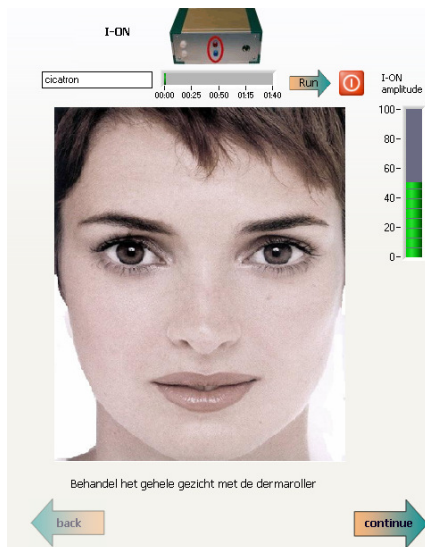 I-ON
cicatron
Run
I-ON
amplitude
00:00 00:25 00:50 01:15 01:40
100-
80-
60-
40-
20-
0-
Behandel het gehele gezicht met de dermaroller
back
continue